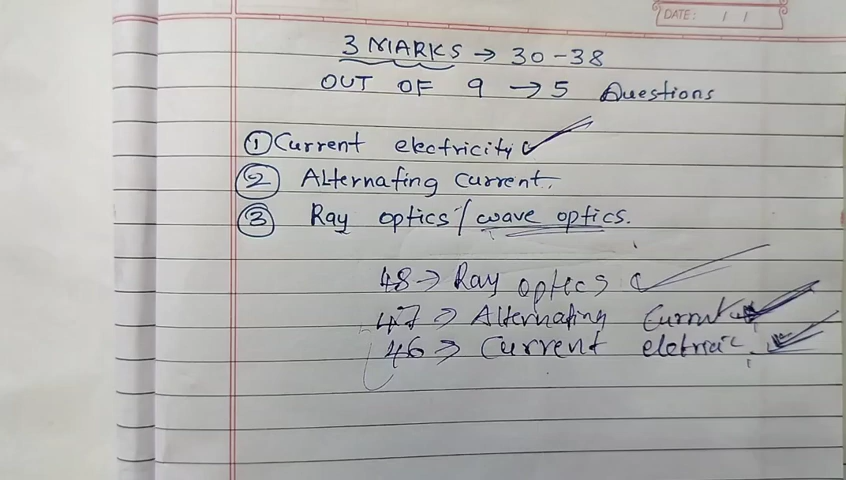 DATE: / /
3 MARKS → 30-38
OUT OF 9 → 5 Questions
① Current electricity
② Alternating current.
③ Ray optics/wave optics.
48 → Ray optics
47 → Alternating Current
46 → Current eletricic